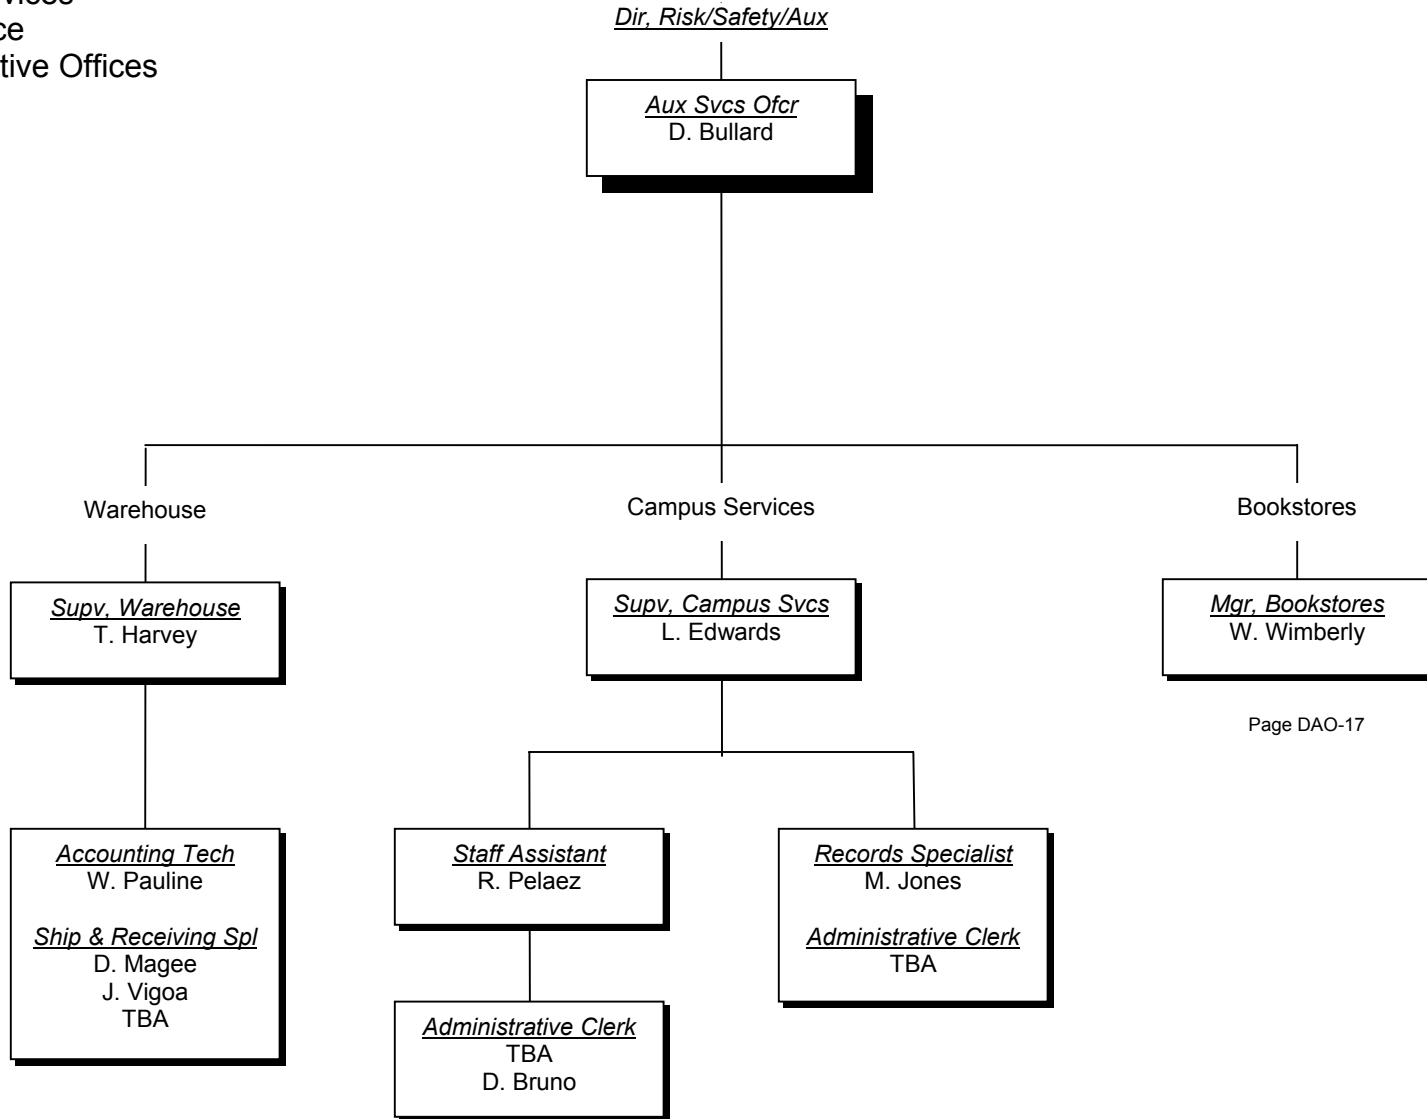 Dir, Risk/Safety/Aux
tive Offices
Aux Svcs Ofcr
D. Bullard
Warehouse
Campus Services
Bookstores
Supv, Warehouse
T. Harvey
Supv, Campus Svcs
L. Edwards
Mgr, Bookstores
W. Wimberly
Page DAO-17
Accounting Tech
W. Pauline
Ship & Receiving Spl
D. Magee
J. Vigoa
TBA
Staff Assistant
R. Pelaez
Administrative Clerk
TBA
D. Bruno
Records Specialist
M. Jones
Administrative Clerk
TBA